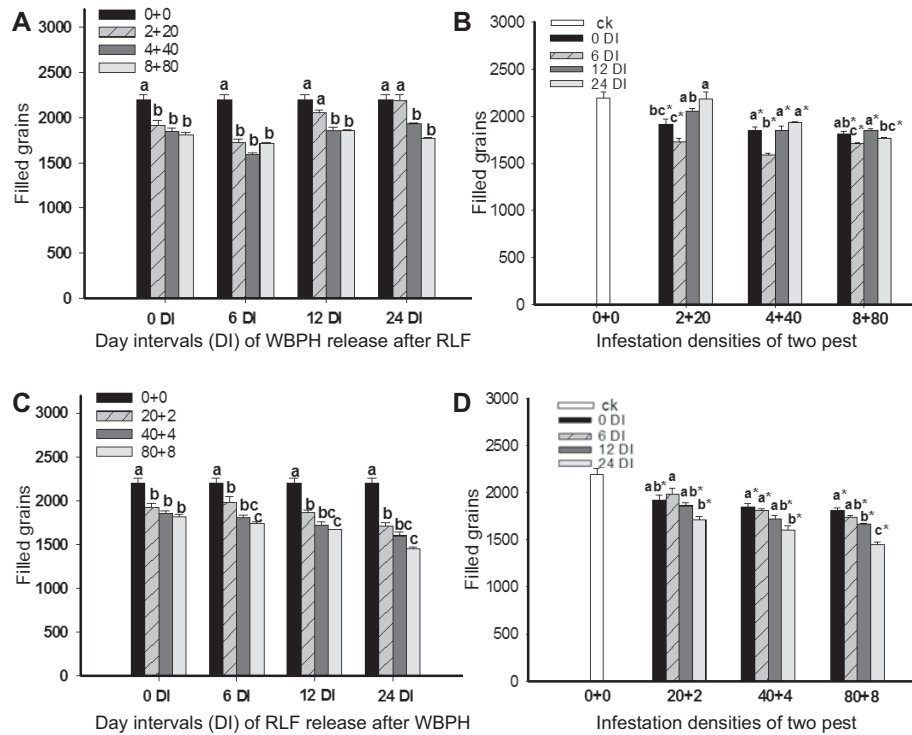 A
0+0
2+20
4+40
8+80
3000
2500
2000
1500
1000
500
0
Filled grains
a b b b
a b b b
a a b b
a a b b
0 DI 6 DI 12 DI 24 DI
Day intervals (DI) of WBPH release after RLF
B
ck
0 DI
6 DI
12 DI
24 DI
3000
2500
2000
1500
1000
500
0
Filled grains
bc* c* ab a
a* b* a* a*
ab* c* a* bc*
0+0 2+20 4+40 8+80
Infestation densities of two pest
C
0+0
20+2
40+4
80+8
3000
2500
2000
1500
1000
500
0
Filled grains
a b b b
a b bc c
a b bc c
a b bc c
0 DI 6 DI 12 DI 24 DI
Day intervals (DI) of RLF release after WBPH
D
ck
0 DI
6 DI
12 DI
24 DI
3000
2500
2000
1500
1000
500
0
Filled grains
ab* a ab* b*
a* a* ab* b*
a* ab* b* c*
0+0 20+2 40+4 80+8
Infestation densities of two pest